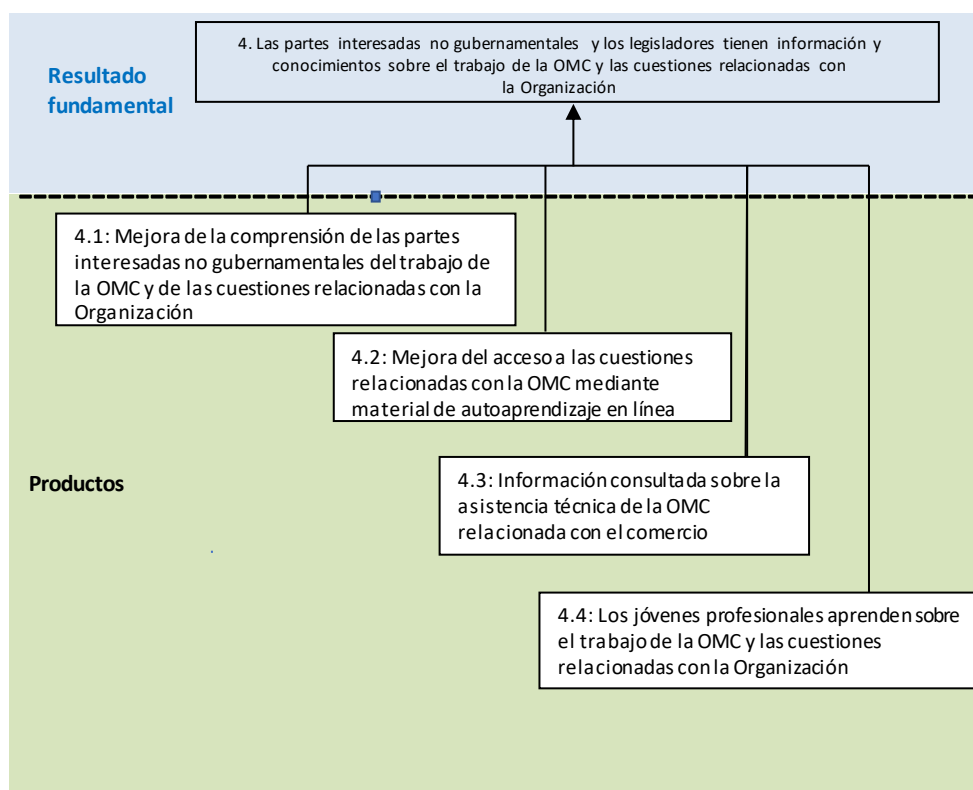 4. Las partes interesadas no gubernamentales y los legisladores tienen información y
conocimientos sobre el trabajo de la OMC y las cuestiones relacionadas con
la Organización
Resultado
fundamental
4.1: Mejora de la comprensión de las partes
interesadas no gubernamentales del trabajo de
la OMC y de las cuestiones relacionadas con la
Organización
4.2: Mejora del acceso a las cuestiones
relacionadas con la OMC mediante
material de autoaprendizaje en línea
4.3: Información consultada sobre la
asistencia técnica de la OMC
relacionada con el comercio
Productos
4.4: Los jóvenes profesionales aprenden sobre
el trabajo de la OMC y las cuestiones
relacionadas con la Organización